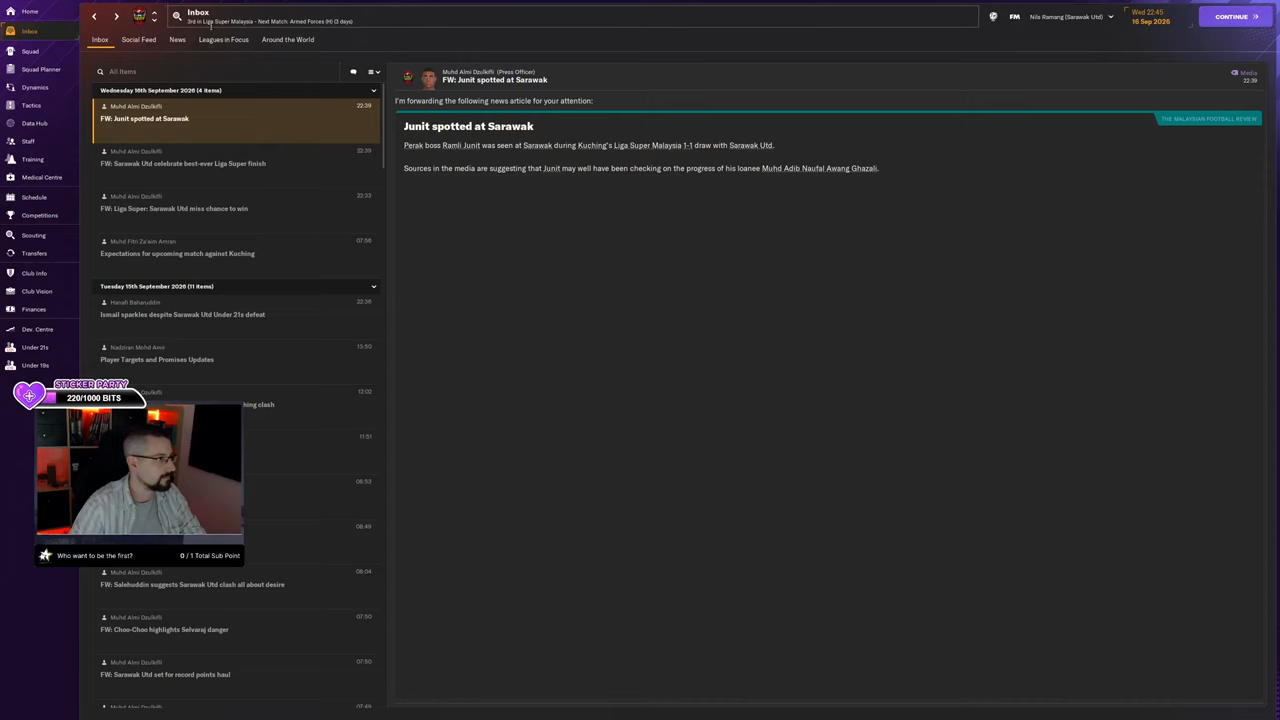 Inbox
3rd in Liga Super Malaysia - Next Match: Armed Forces (H) (3 days)
FM
Nils Ramang (Sarawak Utd)
Wed 22:45
16 Sep 2026
CONTINUE
Inbox
Social Feed
News
Leagues in Focus
Around the World
Home
Inbox
Squad
Squad Planner
Dynamics
Tactics
Data Hub
Staff
Training
Medical Centre
Schedule
Competitions
Scouting
Transfers
Club Info
Club Vision
Finances
Dev. Centre
Under 21s
Under 19s
All Items
Wednesday 16th September 2026 (4 items)
Muhd Almi Dzulkifli
22:39
FW: Junit spotted at Sarawak
Muhd Almi Dzulkifli
22:39
FW: Sarawak Utd celebrate best-ever Liga Super finish
Muhd Almi Dzulkifli
22:33
FW: Liga Super: Sarawak Utd miss chance to win
Muhd Fitri Za'aim Amran
07:56
Expectations for upcoming match against Kuching
Tuesday 15th September 2026 (11 items)
Hanafi Baharuddin
22:36
Ismail sparkles despite Sarawak Utd Under 21s defeat
Nadziran Mohd Amir
15:50
Player Targets and Promises Updates
Dzulkifli
12:02
hing clash
11:51
08:53
08:49
Muhd Almi Dzulkifli
08:04
FW: Salehuddin suggests Sarawak Utd clash all about desire
Muhd Almi Dzulkifli
07:50
FW: Choo-Choo highlights Selvaraj danger
Muhd Almi Dzulkifli
07:50
FW: Sarawak Utd set for record points haul
Muhd Almi Dzulkifli
07:49
Muhd Almi Dzulkifli (Press Officer)
FW: Junit spotted at Sarawak
Media
22:39
I'm forwarding the following news article for your attention:
THE MALAYSIAN FOOTBALL REVIEW
Junit spotted at Sarawak
Perak boss Ramli Junit was seen at Sarawak during Kuching's Liga Super Malaysia 1-1 draw with Sarawak Utd.
Sources in the media are suggesting that Junit may well have been checking on the progress of his loanee Muhd Adib Naufal Awang Ghazali.
STICKER PARTY
220/1000 BITS
Who want to be the first?
0 / 1 Total Sub Point